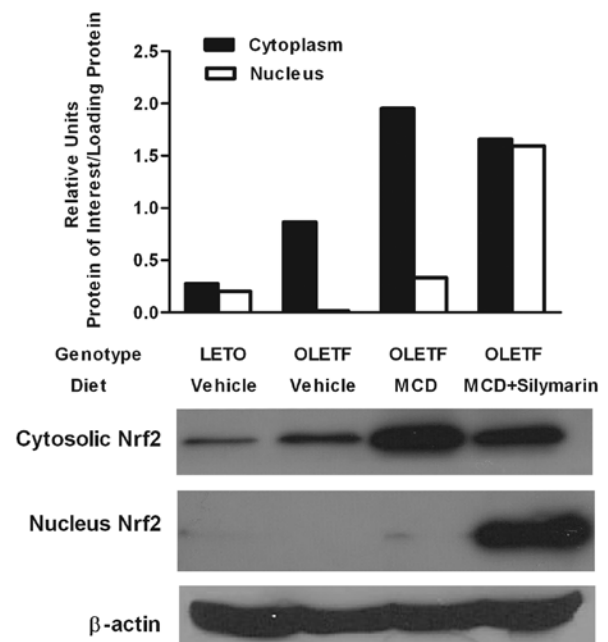 Relative Units
Protein of Interest/Loading Protein
2.5
2.0
1.5
1.0
0.5
0.0
Cytoplasm
Nucleus
Genotype LETO OLETF OLETF OLETF
Diet Vehicle Vehicle MCD MCD+Silymarin
Cytosolic Nrf2
Nucleus Nrf2
β-actin